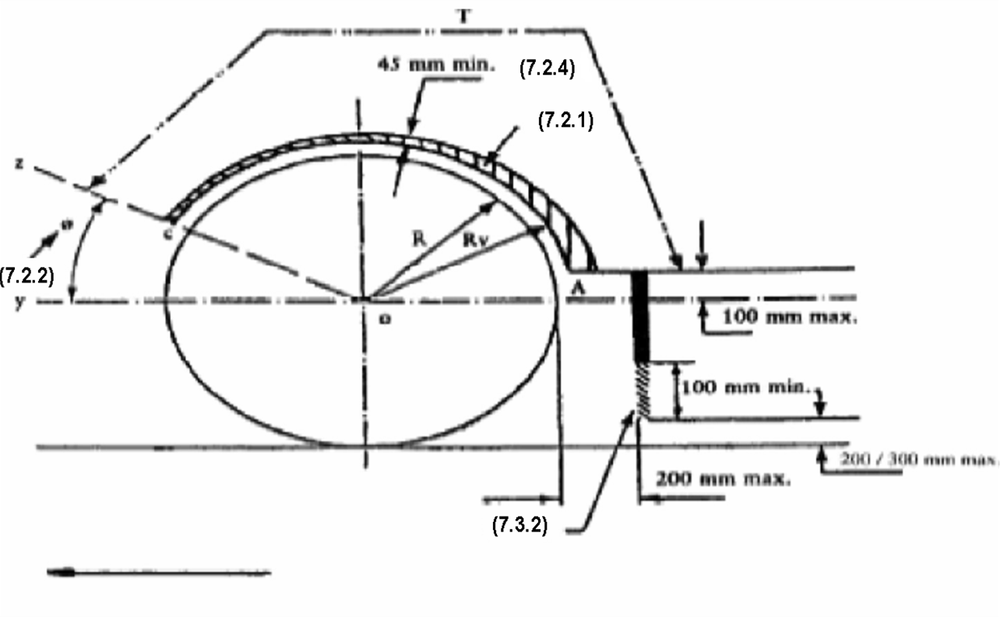 T
45 mm min. (7.2.4)
(7.2.1)
z
ø
c
R
Rv
(7.2.2)
A
y
o
100 mm max.
100 mm min.
200 / 300 mm max.
200 mm max.
(7.3.2)